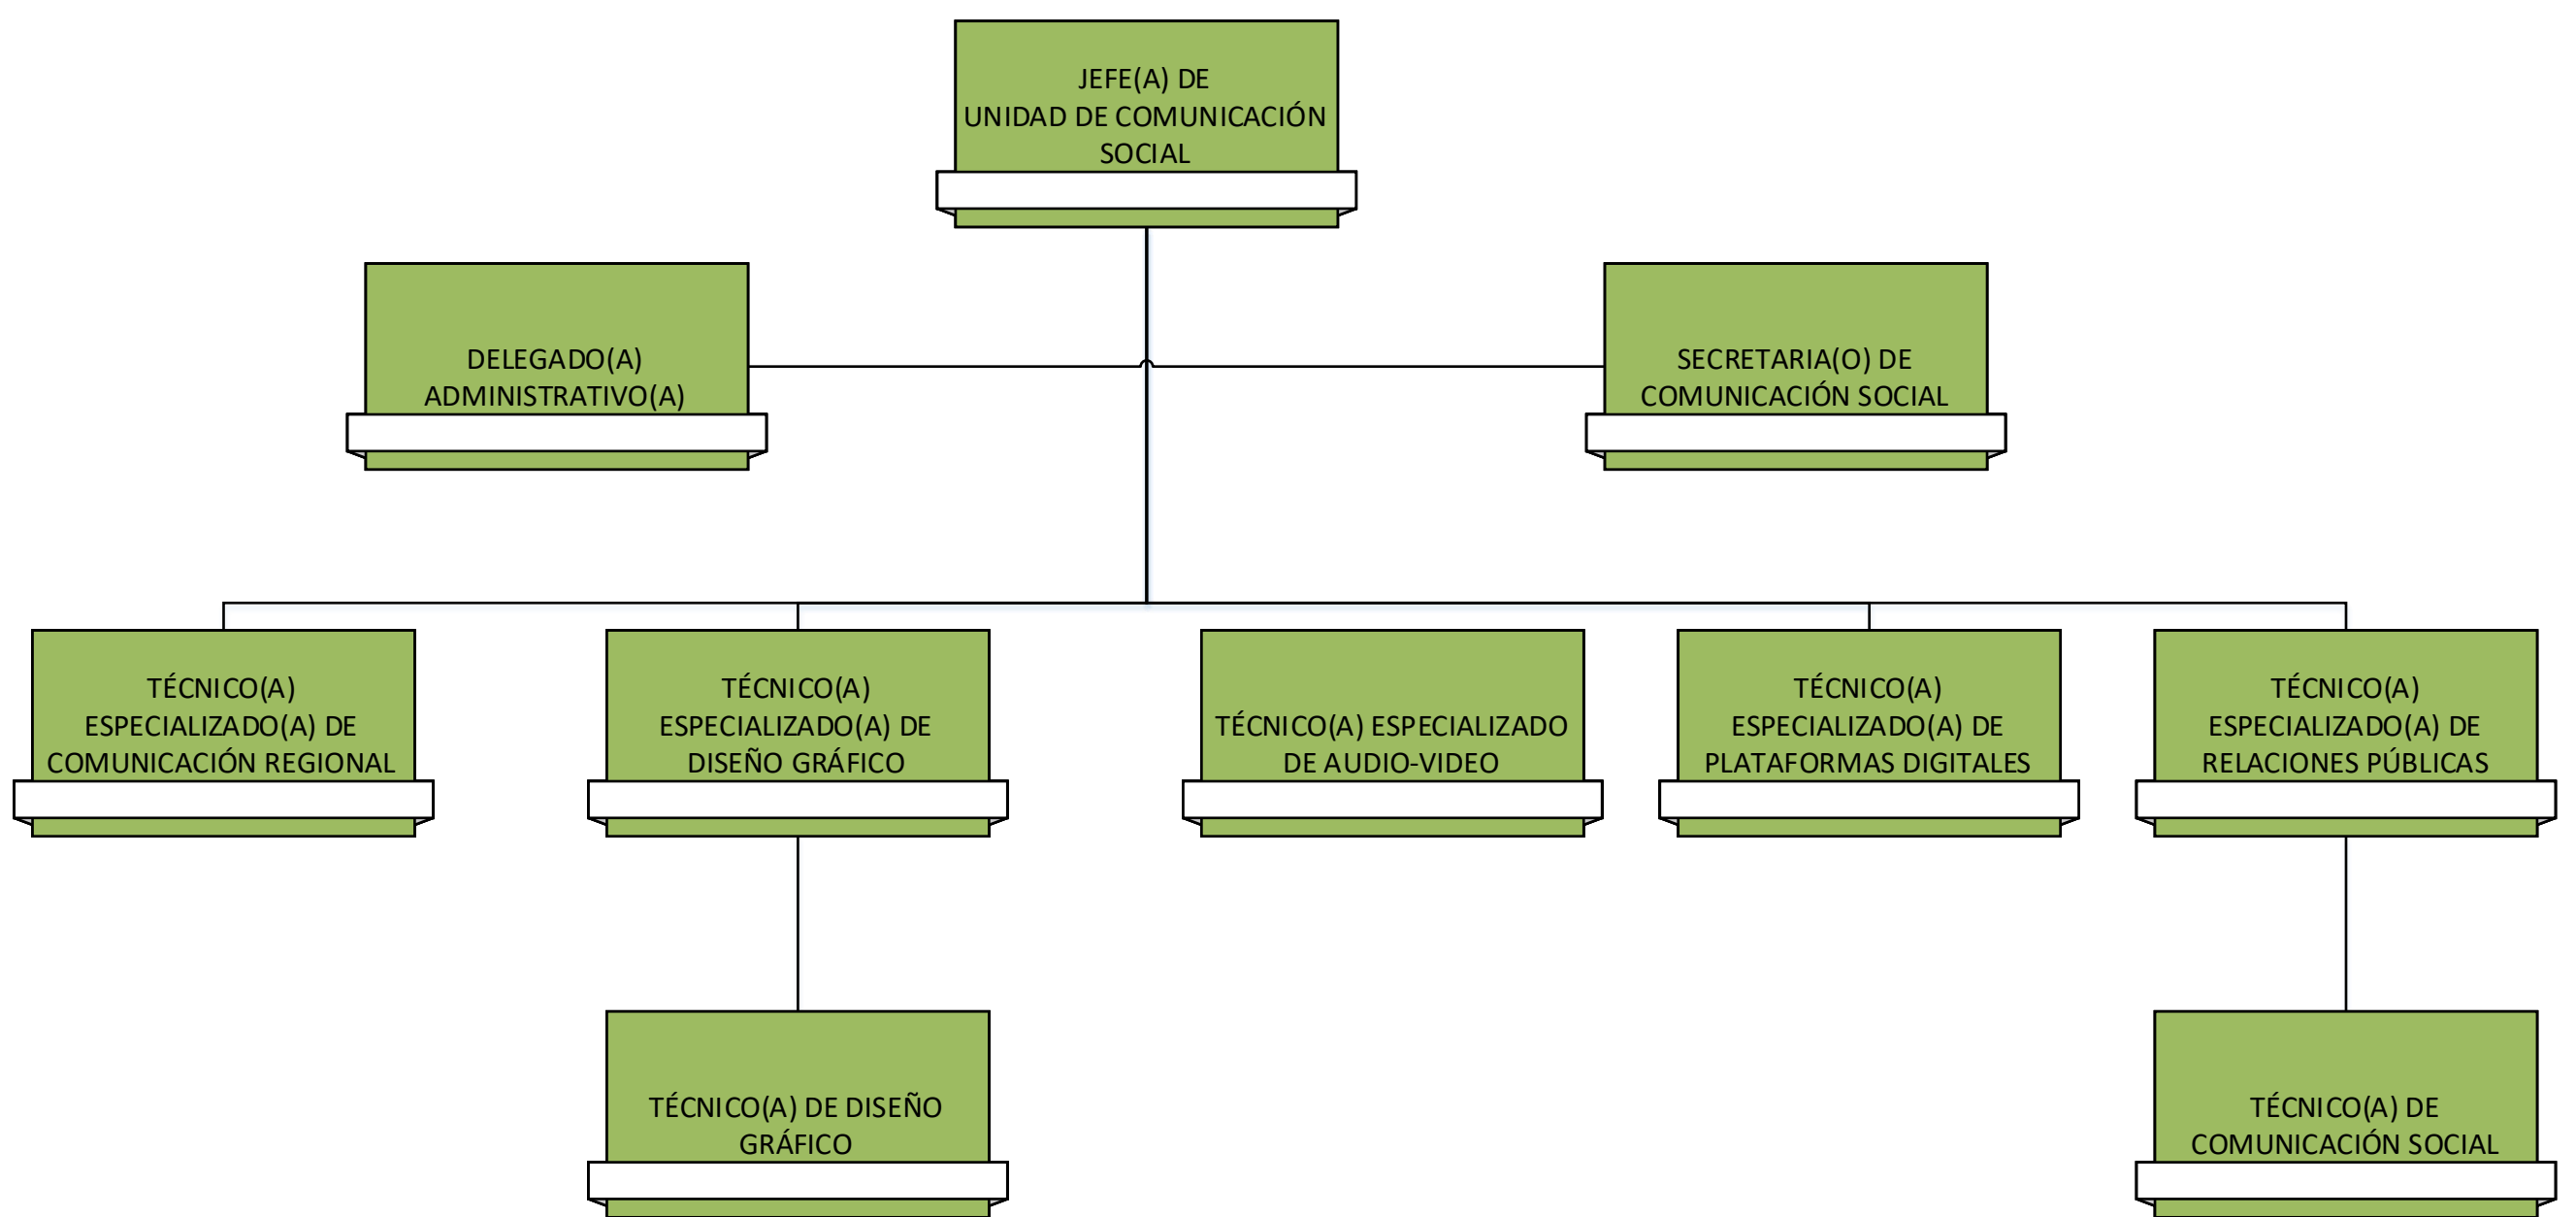 JEFE(A) DE
UNIDAD DE COMUNICACIÓN
SOCIAL
DELEGADO(A)
ADMINISTRATIVO(A)
SECRETARIA(O) DE
COMUNICACIÓN SOCIAL
TÉCNICO(A)
ESPECIALIZADO(A) DE
COMUNICACIÓN REGIONAL
TÉCNICO(A)
ESPECIALIZADO(A) DE
DISEÑO GRÁFICO
TÉCNICO(A) ESPECIALIZADO
DE AUDIO-VIDEO
TÉCNICO(A)
ESPECIALIZADO(A) DE
PLATAFORMAS DIGITALES
TÉCNICO(A)
ESPECIALIZADO(A) DE
RELACIONES PÚBLICAS
TÉCNICO(A) DE DISEÑO
GRÁFICO
TÉCNICO(A) DE
COMUNICACIÓN SOCIAL